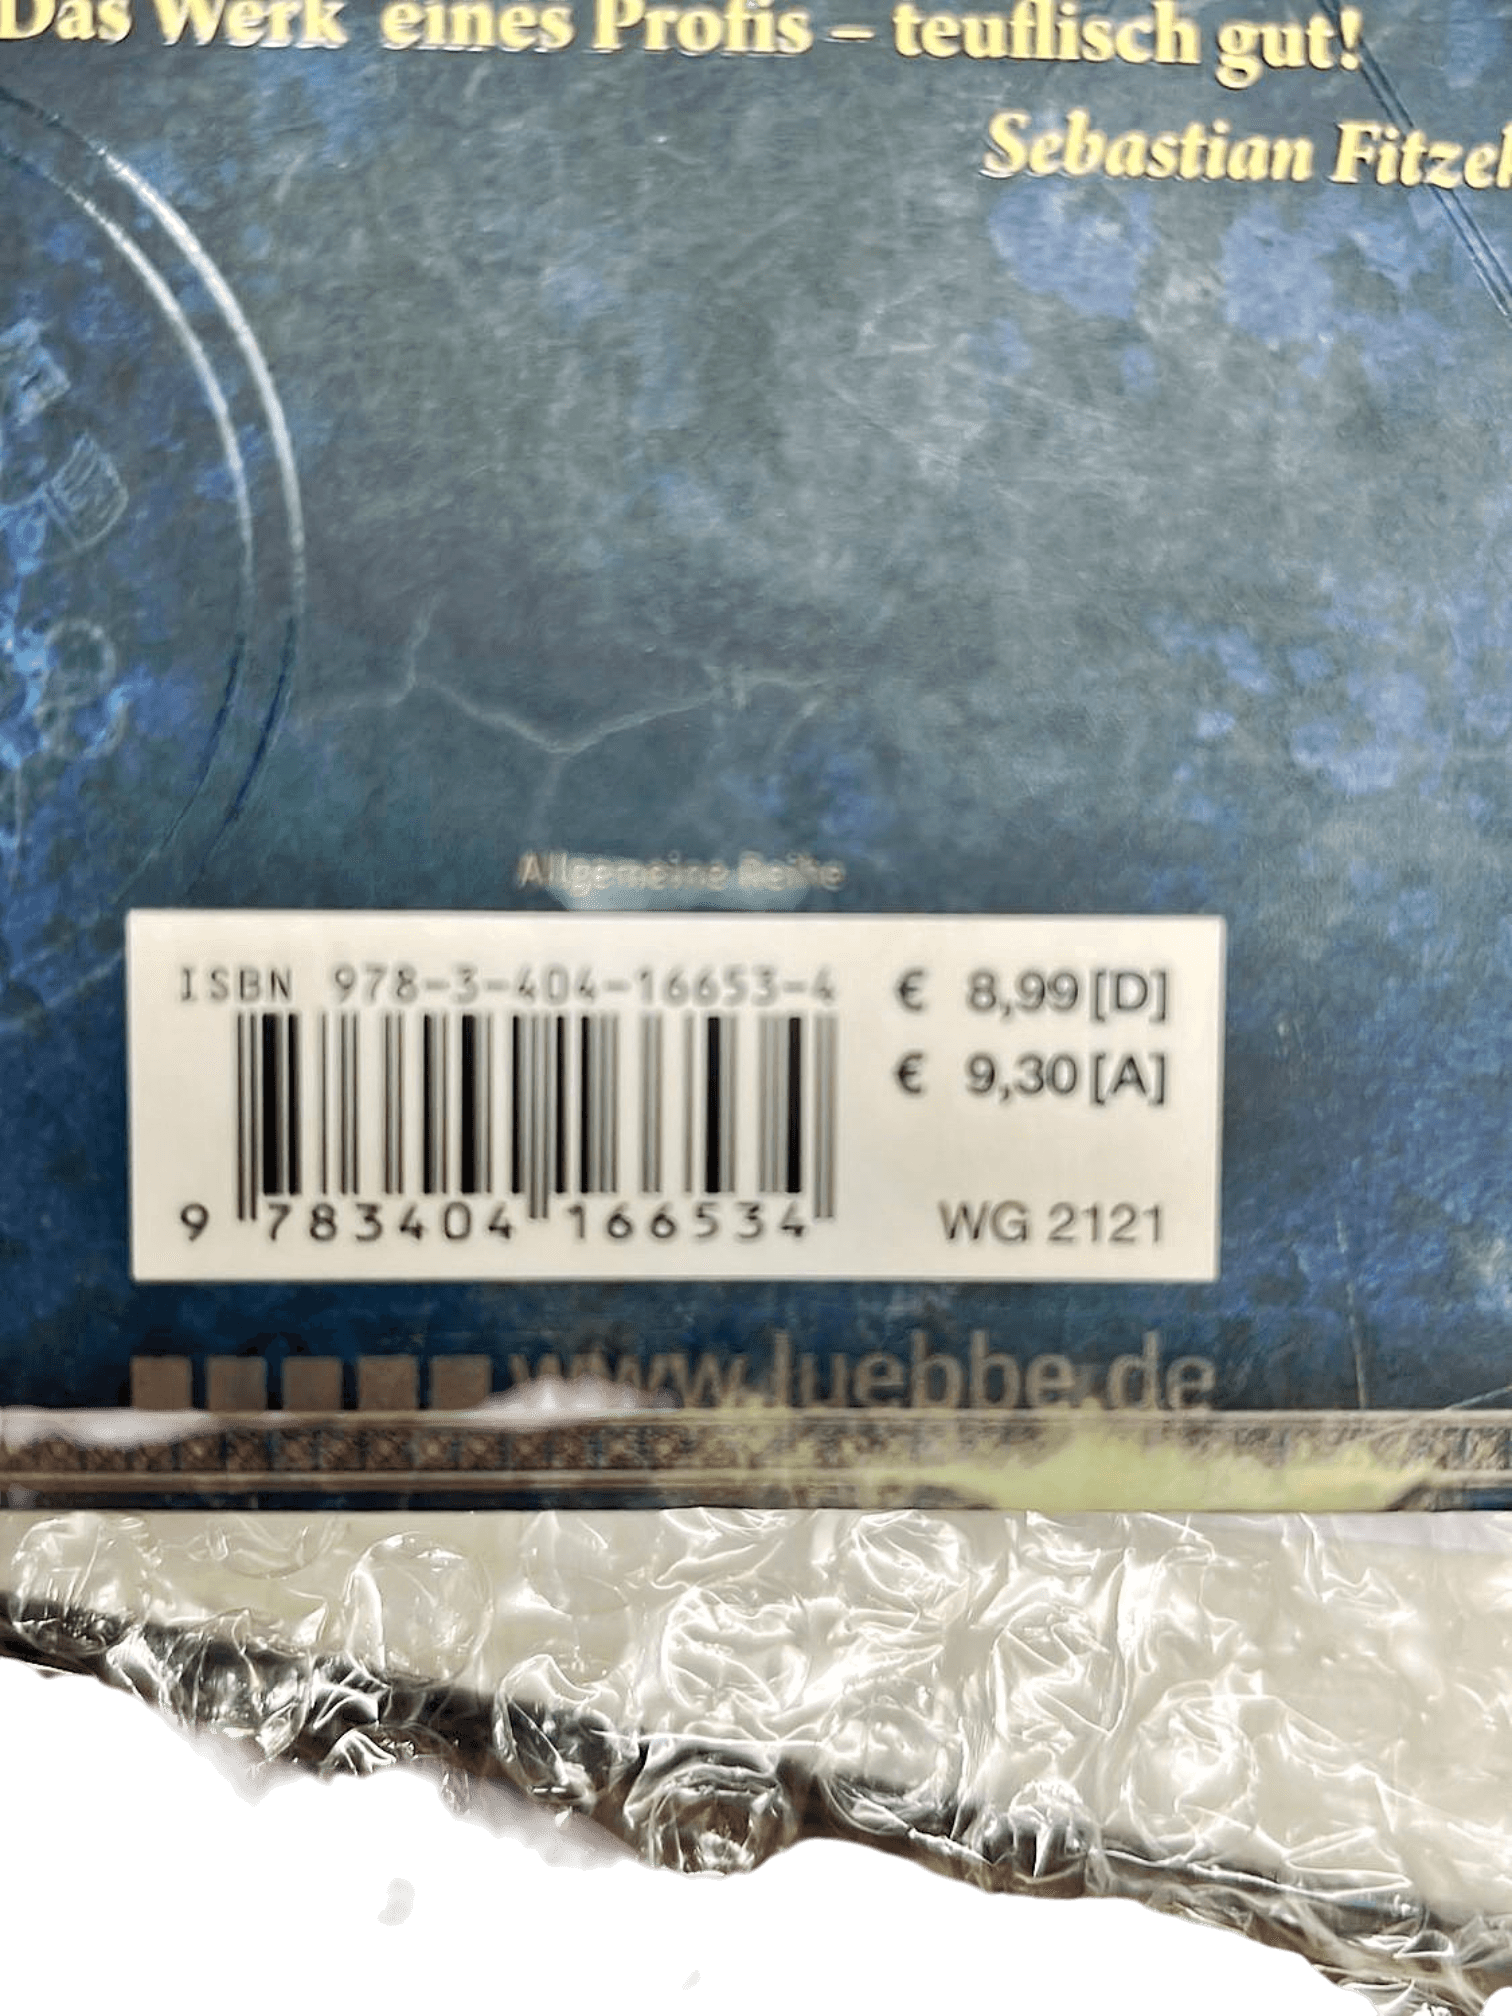 Das Werk eines Profis – teuflisch gut!
Sebastian Fitzek
Allgemeine Reihe
ISBN 978-3-404-16653-4
€ 8,99 [D]
€ 9,30 [A]
9 783404 166534
WG 2121
www.luebbe.de